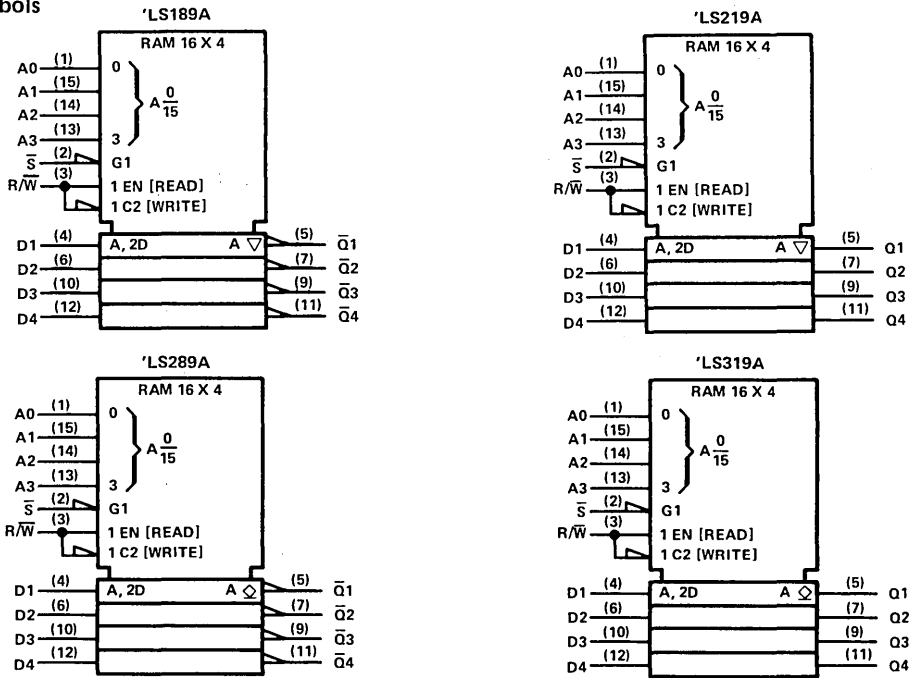 bols
'LS189A
RAM 16 X 4
A0 (1) 0
A1 (15)
A2 (14) A 0/15
A3 (13) 3
S̅ (2) G1
R/W̅ (3) 1 EN [READ]
1 C2 [WRITE]
D1 (4) A, 2D A ▽ (5) Q̅1
D2 (6) (7) Q̅2
D3 (10) (9) Q̅3
D4 (12) (11) Q̅4
'LS219A
RAM 16 X 4
A0 (1) 0
A1 (15)
A2 (14) A 0/15
A3 (13) 3
S̅ (2) G1
R/W̅ (3) 1 EN [READ]
1 C2 [WRITE]
D1 (4) A, 2D A ▽ (5) Q1
D2 (6) (7) Q2
D3 (10) (9) Q3
D4 (12) (11) Q4
'LS289A
RAM 16 X 4
A0 (1) 0
A1 (15)
A2 (14) A 0/15
A3 (13) 3
S̅ (2) G1
R/W̅ (3) 1 EN [READ]
1 C2 [WRITE]
D1 (4) A, 2D A ⎐ (5) Q̅1
D2 (6) (7) Q̅2
D3 (10) (9) Q̅3
D4 (12) (11) Q̅4
'LS319A
RAM 16 X 4
A0 (1) 0
A1 (15)
A2 (14) A 0/15
A3 (13) 3
S̅ (2) G1
R/W̅ (3) 1 EN [READ]
1 C2 [WRITE]
D1 (4) A, 2D A ⎐ (5) Q1
D2 (6) (7) Q2
D3 (10) (9) Q3
D4 (12) (11) Q4